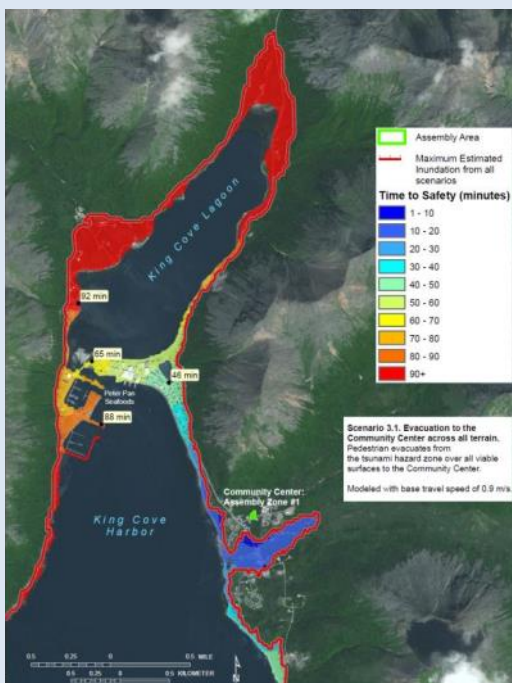 Assembly Area
Maximum Estimated
Inundation from all
scenarios
Time to Safety (minutes)
1 - 10
10 - 20
20 - 30
30 - 40
40 - 50
50 - 60
60 - 70
70 - 80
80 - 90
90+
King Cove Lagoon
92 min
65 min
46 min
Peter Pan
Seafoods
88 min
Scenario 3.1. Evacuation to the
Community Center across all terrain.
Pedestrian evacuates from
the tsunami hazard zone over all viable
surfaces to the Community Center.
Modeled with base travel speed of 0.9 m/s.
Community Center:
Assembly Zone #1
King Cove
Harbor
0.5 0.25 0 0.5 MILE
0.5 0.25 0 0.5 KILOMETER
N